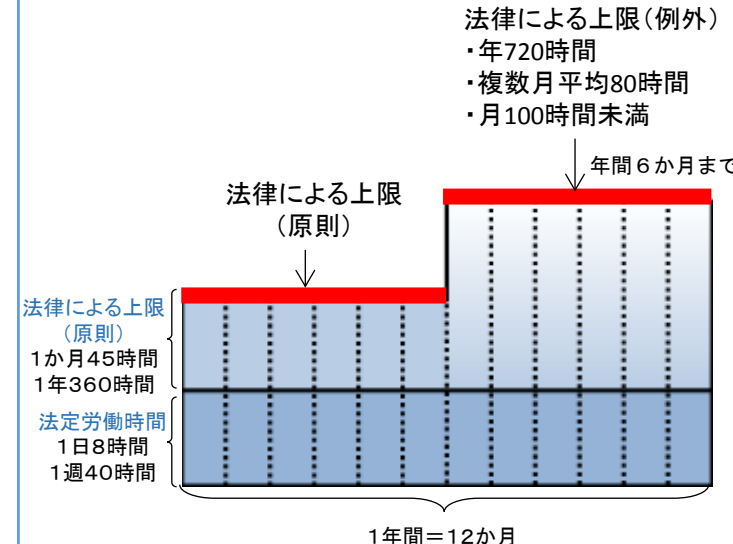 法律による上限(例外)
・年720時間
・複数月平均80時間
・月100時間未満
年間6か月まで
法律による上限
(原則)
法律による上限
(原則)
1か月45時間
1年360時間
法定労働時間
1日8時間
1週40時間
1年間=12か月